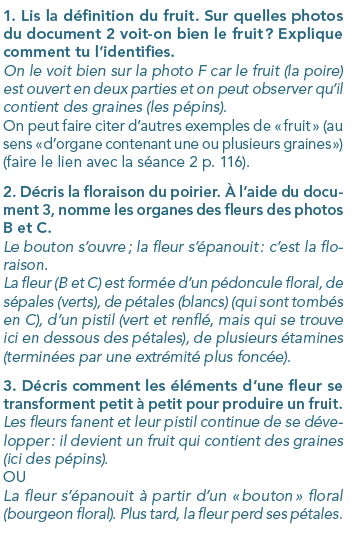 1. Lis la définition du fruit. Sur quelles photos
du document 2 voit-on bien le fruit ? Explique
comment tu l’identifies.
On le voit bien sur la photo F car le fruit (la poire)
est ouvert en deux parties et on peut observer qu’il
contient des graines (les pépins).
On peut faire citer d’autres exemples de « fruit » (au
sens « d’organe contenant une ou plusieurs graines »)
(faire le lien avec la séance 2 p. 116).
2. Décris la floraison du poirier. À l’aide du docu-
ment 3, nomme les organes des fleurs des photos
B et C.
Le bouton s’ouvre ; la fleur s’épanouit : c’est la flo-
raison.
La fleur (B et C) est formée d’un pédoncule floral, de
sépales (verts), de pétales (blancs) (qui sont tombés
en C), d’un pistil (vert et renflé, mais qui se trouve
ici en dessous des pétales), de plusieurs étamines
(terminées par une extrémité plus foncée).
3. Décris comment les éléments d’une fleur se
transforment petit à petit pour produire un fruit.
Les fleurs fanent et leur pistil continue de se déve-
lopper : il devient un fruit qui contient des graines
(ici des pépins).
OU
La fleur s’épanouit à partir d’un « bouton » floral
(bourgeon floral). Plus tard, la fleur perd ses pétales.